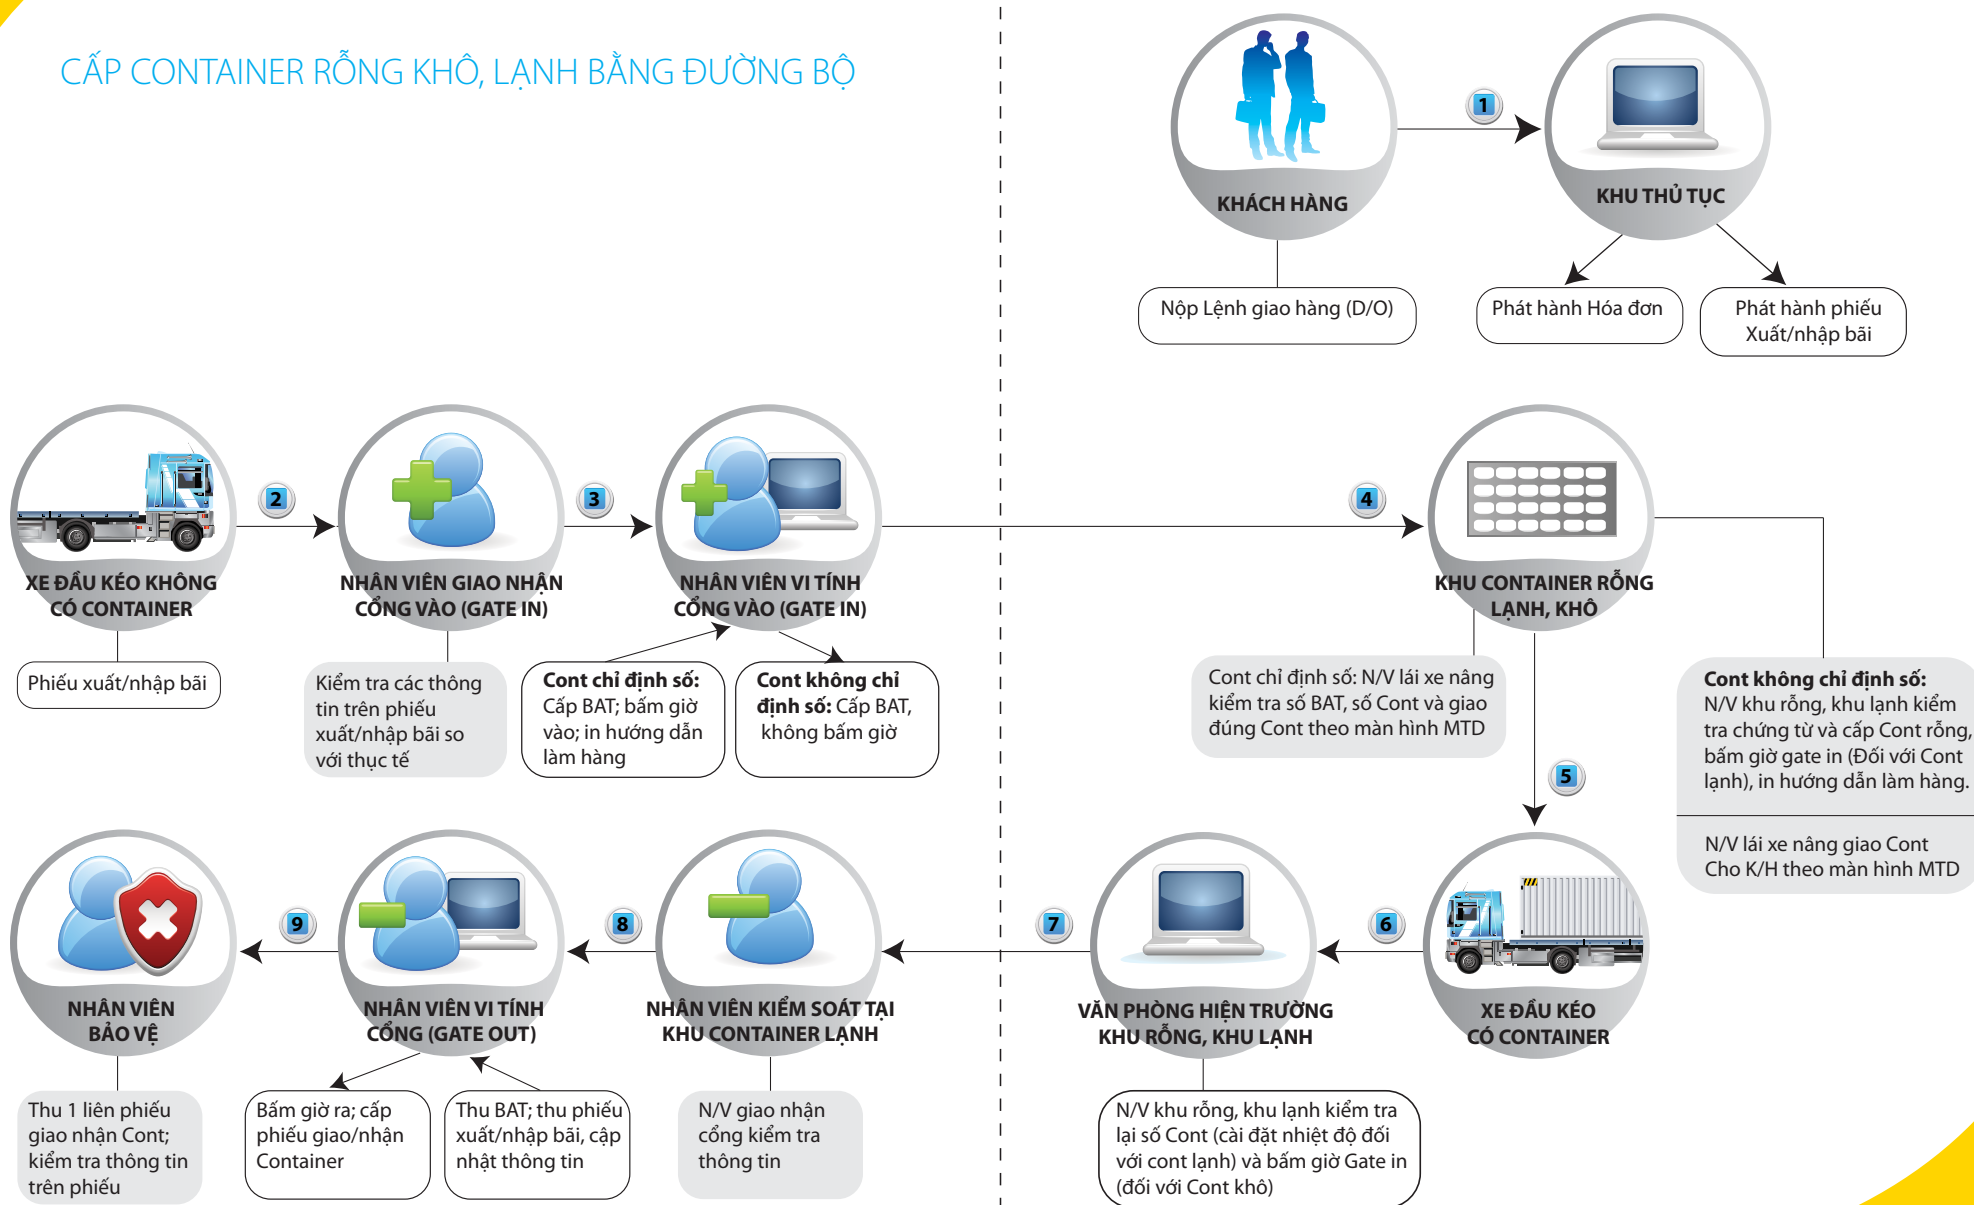 CẤP CONTAINER RỖNG KHÔ, LẠNH BẰNG ĐƯỜNG BỘ
1
KHÁCH HÀNG
KHU THỦ TỤC
Nộp Lệnh giao hàng (D/O)
Phát hành Hóa đơn
Phát hành phiếu
Xuất/nhập bãi
2
3
4
XE ĐẦU KÉO KHÔNG
CÓ CONTAINER
NHÂN VIÊN GIAO NHẬN
CỔNG VÀO (GATE IN)
NHÂN VIÊN VI TÍNH
CỔNG VÀO (GATE IN)
KHU CONTAINER RỖNG
LẠNH, KHÔ
Phiếu xuất/nhập bãi
Kiểm tra các thông
tin trên phiếu
xuất/nhập bãi so
với thực tế
Cont chỉ định số:
Cấp BAT; bấm giờ
vào; in hướng dẫn
làm hàng
Cont không chỉ
định số: Cấp BAT,
không bấm giờ
Cont chỉ định số: N/V lái xe nâng
kiểm tra số BAT, số Cont và giao
đúng Cont theo màn hình MTD
Cont không chỉ định số:
N/V khu rỗng, khu lạnh kiểm
tra chứng từ và cấp Cont rỗng,
bấm giờ gate in (Đối với Cont
lạnh), in hướng dẫn làm hàng.
N/V lái xe nâng giao Cont
Cho K/H theo màn hình MTD
5
6
7
8
9
NHÂN VIÊN
BẢO VỆ
NHÂN VIÊN VI TÍNH
CỔNG (GATE OUT)
NHÂN VIÊN KIỂM SOÁT TẠI
KHU CONTAINER LẠNH
VĂN PHÒNG HIỆN TRƯỜNG
KHU RỖNG, KHU LẠNH
XE ĐẦU KÉO
CÓ CONTAINER
Thu 1 liên phiếu
giao nhận Cont;
kiểm tra thông tin
trên phiếu
Bấm giờ ra; cấp
phiếu giao/nhận
Container
Thu BAT; thu phiếu
xuất/nhập bãi, cập
nhật thông tin
N/V giao nhận
cổng kiểm tra
thông tin
N/V khu rỗng, khu lạnh kiểm tra
lại số Cont (cài đặt nhiệt độ đối
với cont lạnh) và bấm giờ Gate in
(đối với Cont khô)